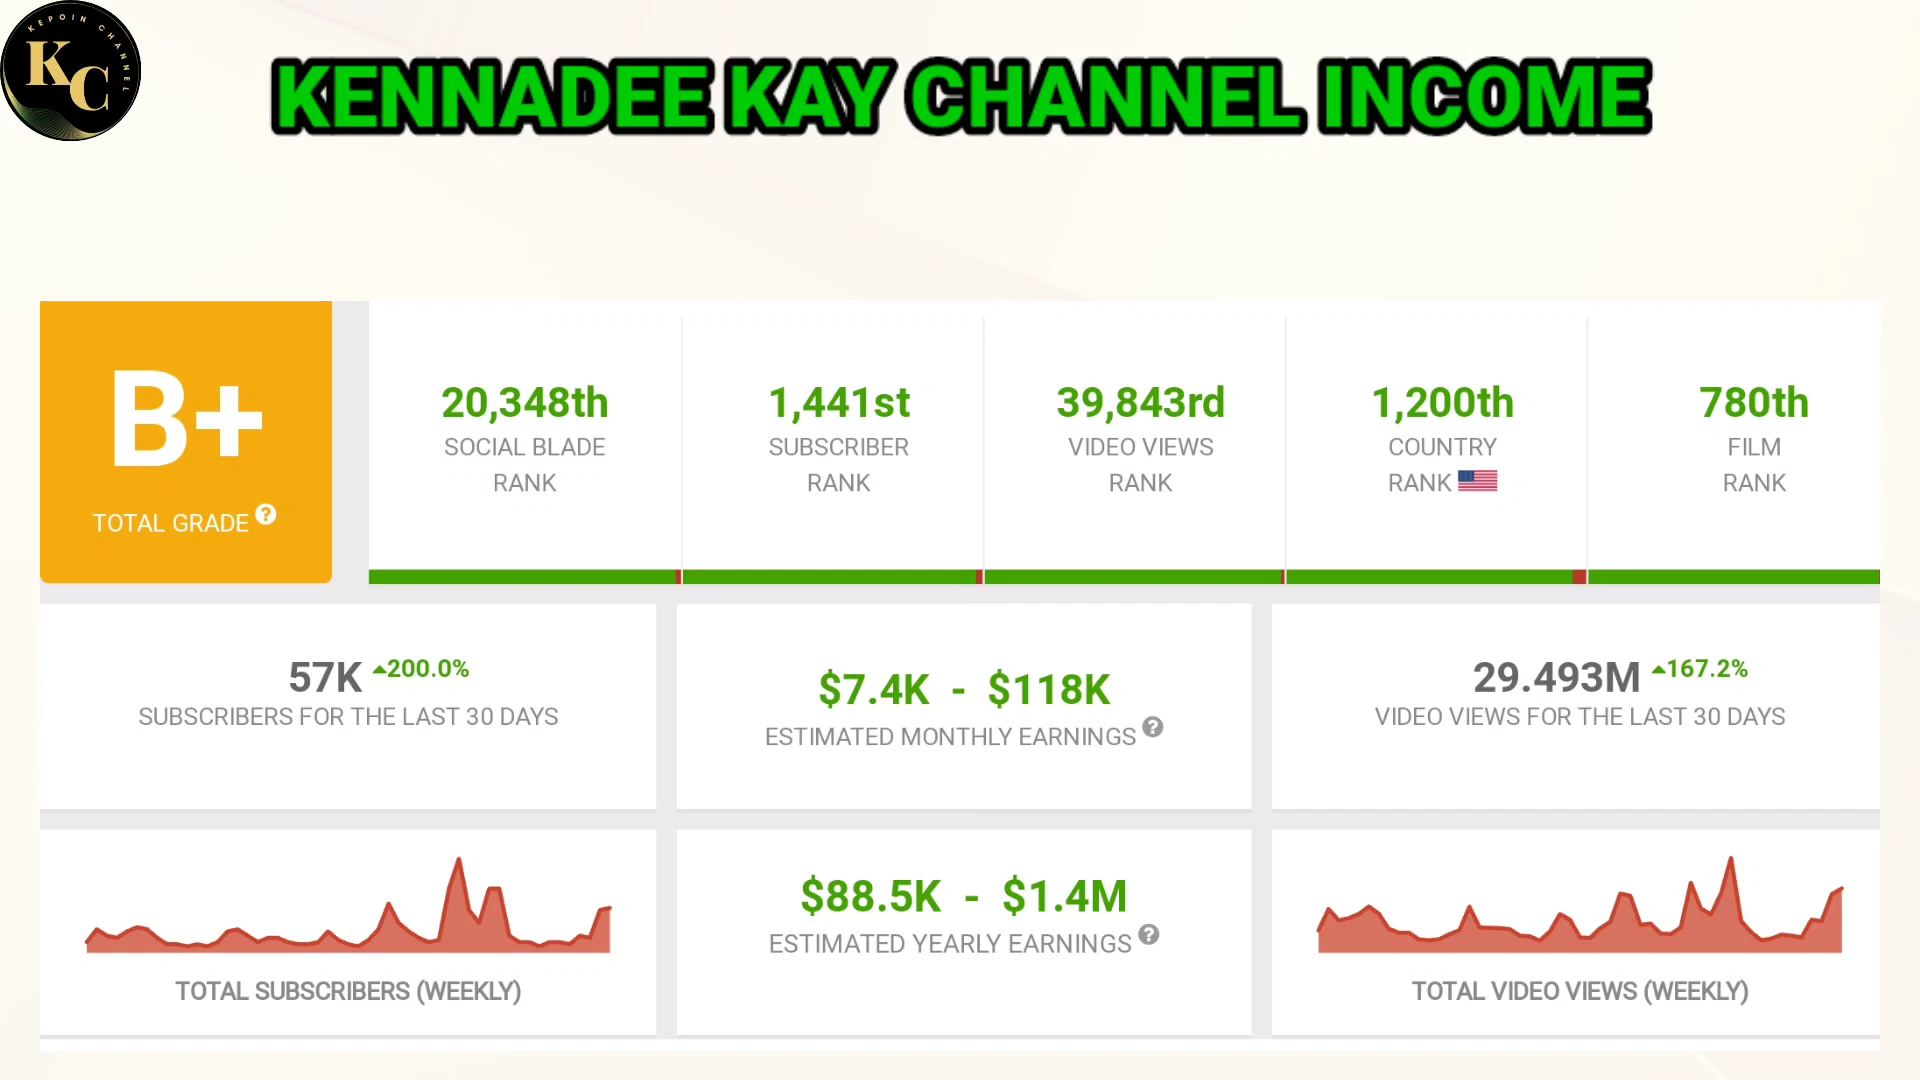 KEPOIN CHANNEL
KC
KENNADEE KAY CHANNEL INCOME
B+
TOTAL GRADE ?
20,348th
SOCIAL BLADE
RANK
1,441st
SUBSCRIBER
RANK
39,843rd
VIDEO VIEWS
RANK
1,200th
COUNTRY
RANK
780th
FILM
RANK
57K 200.0%
SUBSCRIBERS FOR THE LAST 30 DAYS
$7.4K - $118K
ESTIMATED MONTHLY EARNINGS ?
29.493M 167.2%
VIDEO VIEWS FOR THE LAST 30 DAYS
TOTAL SUBSCRIBERS (WEEKLY)
$88.5K - $1.4M
ESTIMATED YEARLY EARNINGS ?
TOTAL VIDEO VIEWS (WEEKLY)